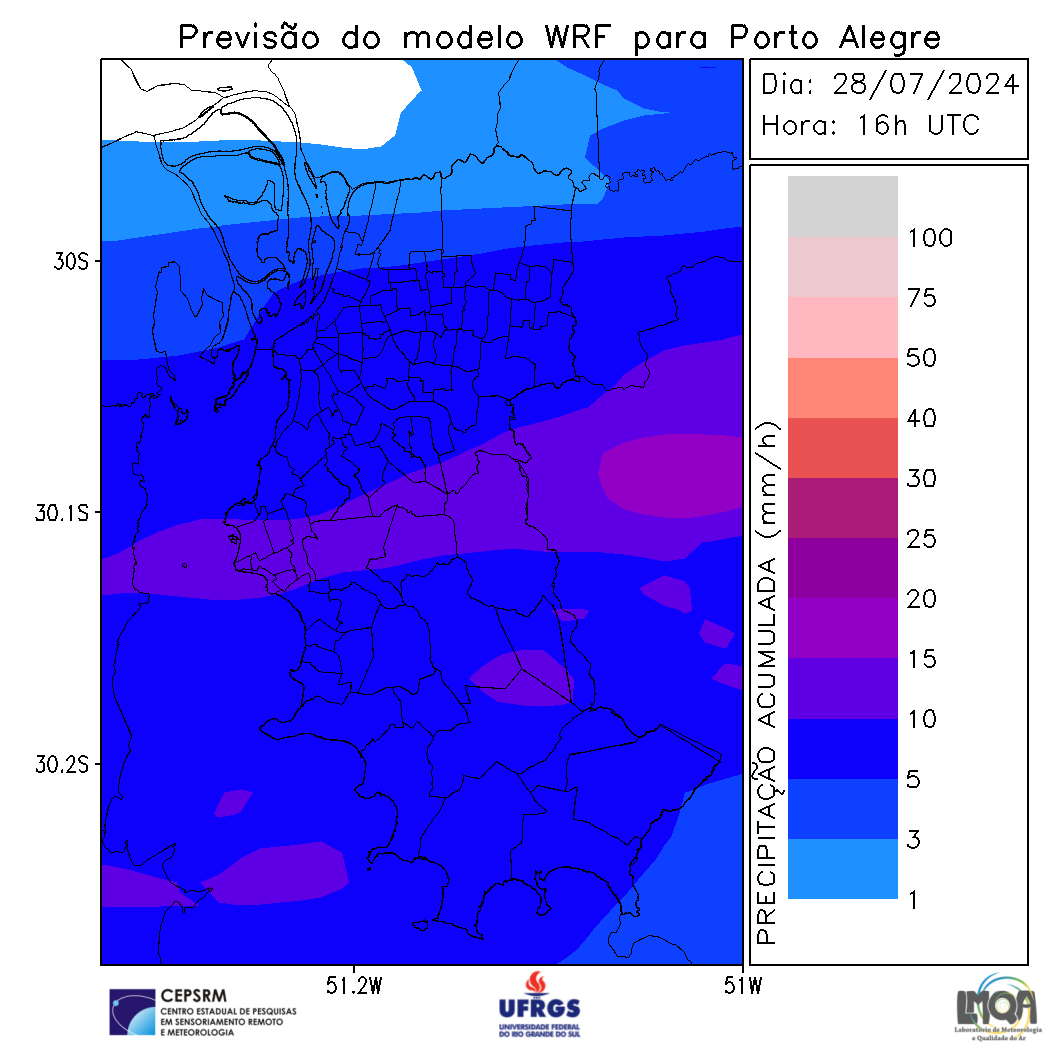 Previsão do modelo WRF para Porto Alegre
Dia: 28/07/2024
Hora: 16h UTC
100
75
50
40
30
25
20
15
10
5
3
1
PRECIPITAÇÃO ACUMULADA (mm/h)
30S
30.1S
30.2S
51.2W
51W
CEPSRM
CENTRO ESTADUAL DE PESQUISAS
EM SENSORIAMENTO REMOTO
E METEOROLOGIA
UFRGS
UNIVERSIDADE FEDERAL
DO RIO GRANDE DO SUL
LMQA
Laboratório de Meteorologia
e Qualidade do Ar